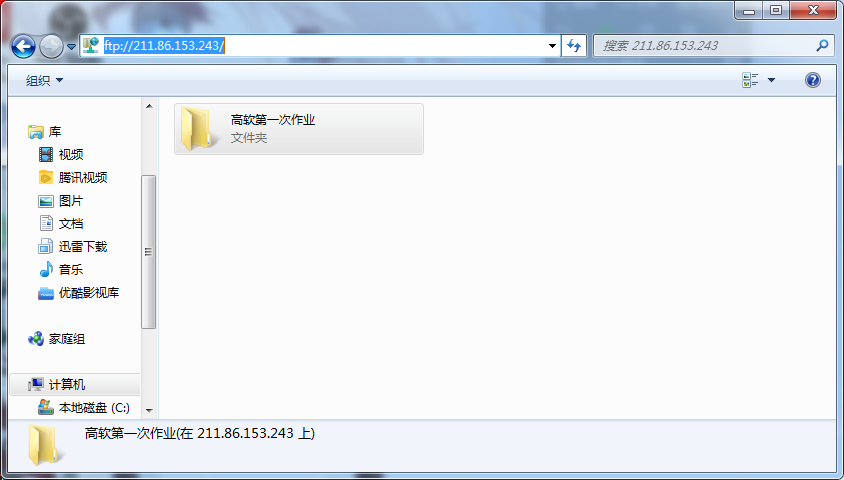 ftp://211.86.153.243/
搜索 211.86.153.243
组织
高软第一次作业
文件夹
库
视频
腾讯视频
图片
文档
迅雷下载
音乐
优酷影视库
家庭组
计算机
本地磁盘 (C:)
高软第一次作业(在 211.86.153.243 上)